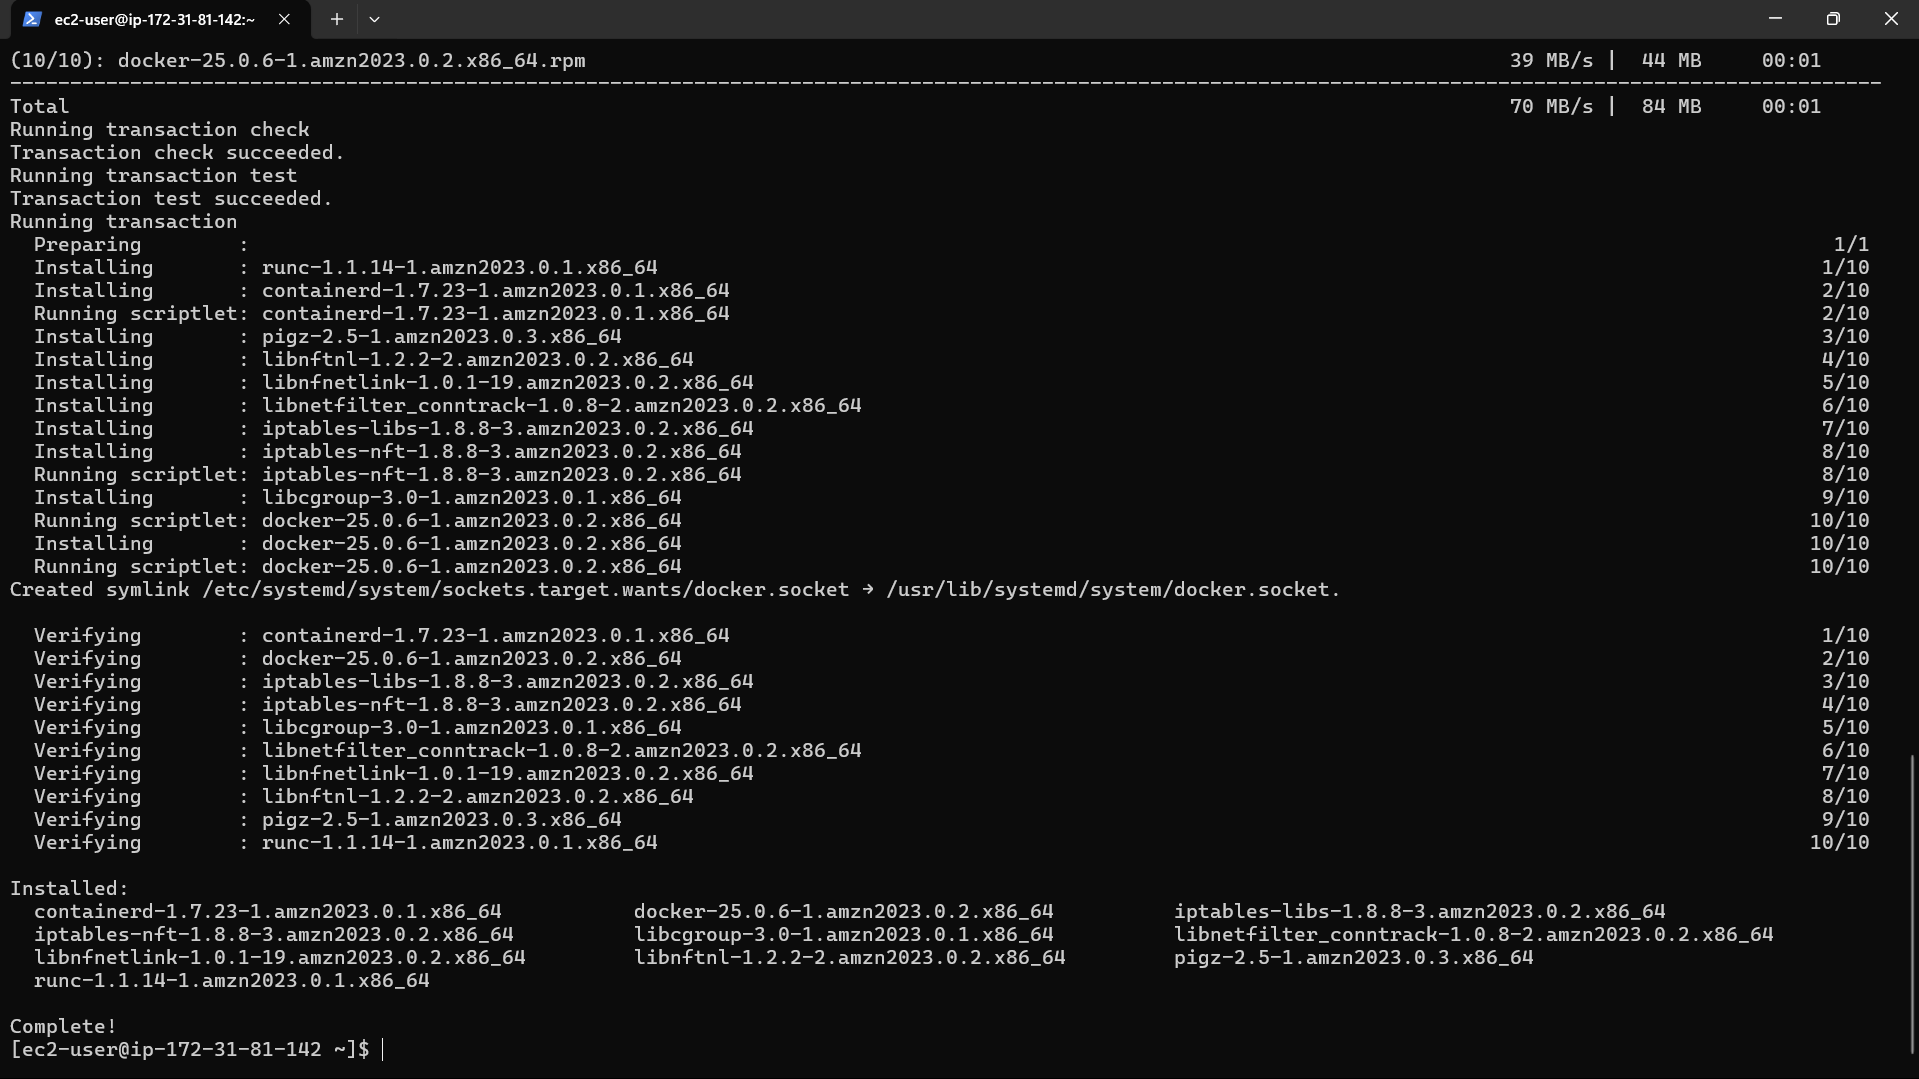 ec2-user@ip-172-31-81-142:~
(10/10): docker-25.0.6-1.amzn2023.0.2.x86_64.rpm 39 MB/s | 44 MB 00:01
--------------------------------------------------------------------------------
Total 70 MB/s | 84 MB 00:01
Running transaction check
Transaction check succeeded.
Running transaction test
Transaction test succeeded.
Running transaction
Preparing : 1/1
Installing : runc-1.1.14-1.amzn2023.0.1.x86_64 1/10
Installing : containerd-1.7.23-1.amzn2023.0.1.x86_64 2/10
Running scriptlet: containerd-1.7.23-1.amzn2023.0.1.x86_64 2/10
Installing : pigz-2.5-1.amzn2023.0.3.x86_64 3/10
Installing : libnftnl-1.2.2-2.amzn2023.0.2.x86_64 4/10
Installing : libnfnetlink-1.0.1-19.amzn2023.0.2.x86_64 5/10
Installing : libnetfilter_conntrack-1.0.8-2.amzn2023.0.2.x86_64 6/10
Installing : iptables-libs-1.8.8-3.amzn2023.0.2.x86_64 7/10
Installing : iptables-nft-1.8.8-3.amzn2023.0.2.x86_64 8/10
Running scriptlet: iptables-nft-1.8.8-3.amzn2023.0.2.x86_64 8/10
Installing : libcgroup-3.0-1.amzn2023.0.1.x86_64 9/10
Running scriptlet: docker-25.0.6-1.amzn2023.0.2.x86_64 10/10
Installing : docker-25.0.6-1.amzn2023.0.2.x86_64 10/10
Running scriptlet: docker-25.0.6-1.amzn2023.0.2.x86_64 10/10
Created symlink /etc/systemd/system/sockets.target.wants/docker.socket → /usr/lib/systemd/system/docker.socket.
Verifying : containerd-1.7.23-1.amzn2023.0.1.x86_64 1/10
Verifying : docker-25.0.6-1.amzn2023.0.2.x86_64 2/10
Verifying : iptables-libs-1.8.8-3.amzn2023.0.2.x86_64 3/10
Verifying : iptables-nft-1.8.8-3.amzn2023.0.2.x86_64 4/10
Verifying : libcgroup-3.0-1.amzn2023.0.1.x86_64 5/10
Verifying : libnetfilter_conntrack-1.0.8-2.amzn2023.0.2.x86_64 6/10
Verifying : libnfnetlink-1.0.1-19.amzn2023.0.2.x86_64 7/10
Verifying : libnftnl-1.2.2-2.amzn2023.0.2.x86_64 8/10
Verifying : pigz-2.5-1.amzn2023.0.3.x86_64 9/10
Verifying : runc-1.1.14-1.amzn2023.0.1.x86_64 10/10
Installed:
containerd-1.7.23-1.amzn2023.0.1.x86_64 docker-25.0.6-1.amzn2023.0.2.x86_64 iptables-libs-1.8.8-3.amzn2023.0.2.x86_64
iptables-nft-1.8.8-3.amzn2023.0.2.x86_64 libcgroup-3.0-1.amzn2023.0.1.x86_64 libnetfilter_conntrack-1.0.8-2.amzn2023.0.2.x86_64
libnfnetlink-1.0.1-19.amzn2023.0.2.x86_64 libnftnl-1.2.2-2.amzn2023.0.2.x86_64 pigz-2.5-1.amzn2023.0.3.x86_64
runc-1.1.14-1.amzn2023.0.1.x86_64
Complete!
[ec2-user@ip-172-31-81-142 ~]$